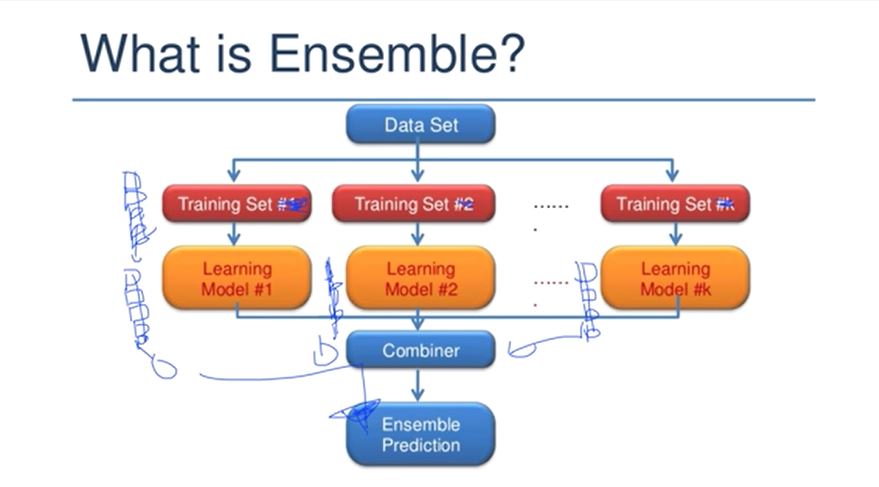 What is Ensemble?
Data Set
Training Set #1
Training Set #2
.......
Training Set #k
Learning
Model #1
Learning
Model #2
.......
Learning
Model #k
Combiner
Ensemble
Prediction